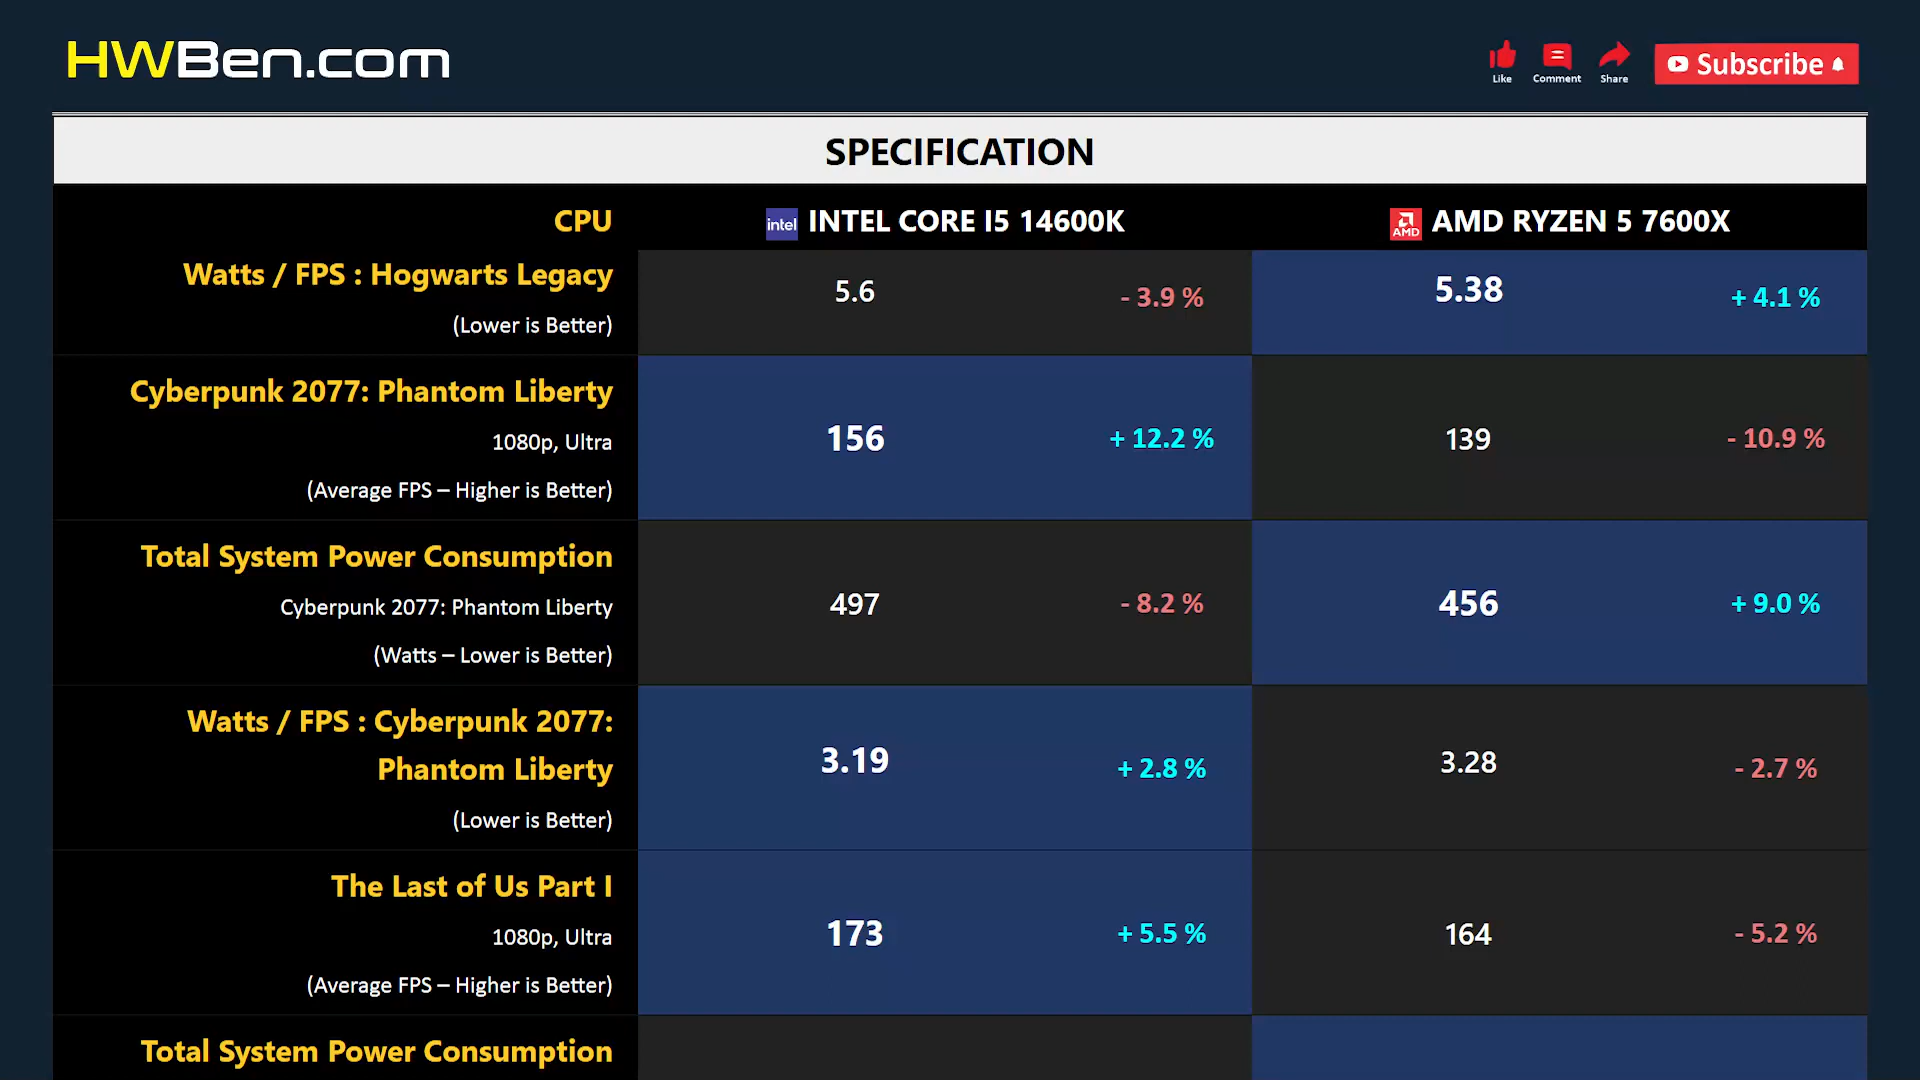 HWBen.com
Like
Comment
Share
Subscribe
SPECIFICATION
CPU
intel INTEL CORE I5 14600K
AMD AMD RYZEN 5 7600X
Watts / FPS : Hogwarts Legacy
(Lower is Better)
5.6
- 3.9 %
5.38
+ 4.1 %
Cyberpunk 2077: Phantom Liberty
1080p, Ultra
(Average FPS – Higher is Better)
156
+ 12.2 %
139
- 10.9 %
Total System Power Consumption
Cyberpunk 2077: Phantom Liberty
(Watts – Lower is Better)
497
- 8.2 %
456
+ 9.0 %
Watts / FPS : Cyberpunk 2077:
Phantom Liberty
(Lower is Better)
3.19
+ 2.8 %
3.28
- 2.7 %
The Last of Us Part I
1080p, Ultra
(Average FPS – Higher is Better)
173
+ 5.5 %
164
- 5.2 %
Total System Power Consumption